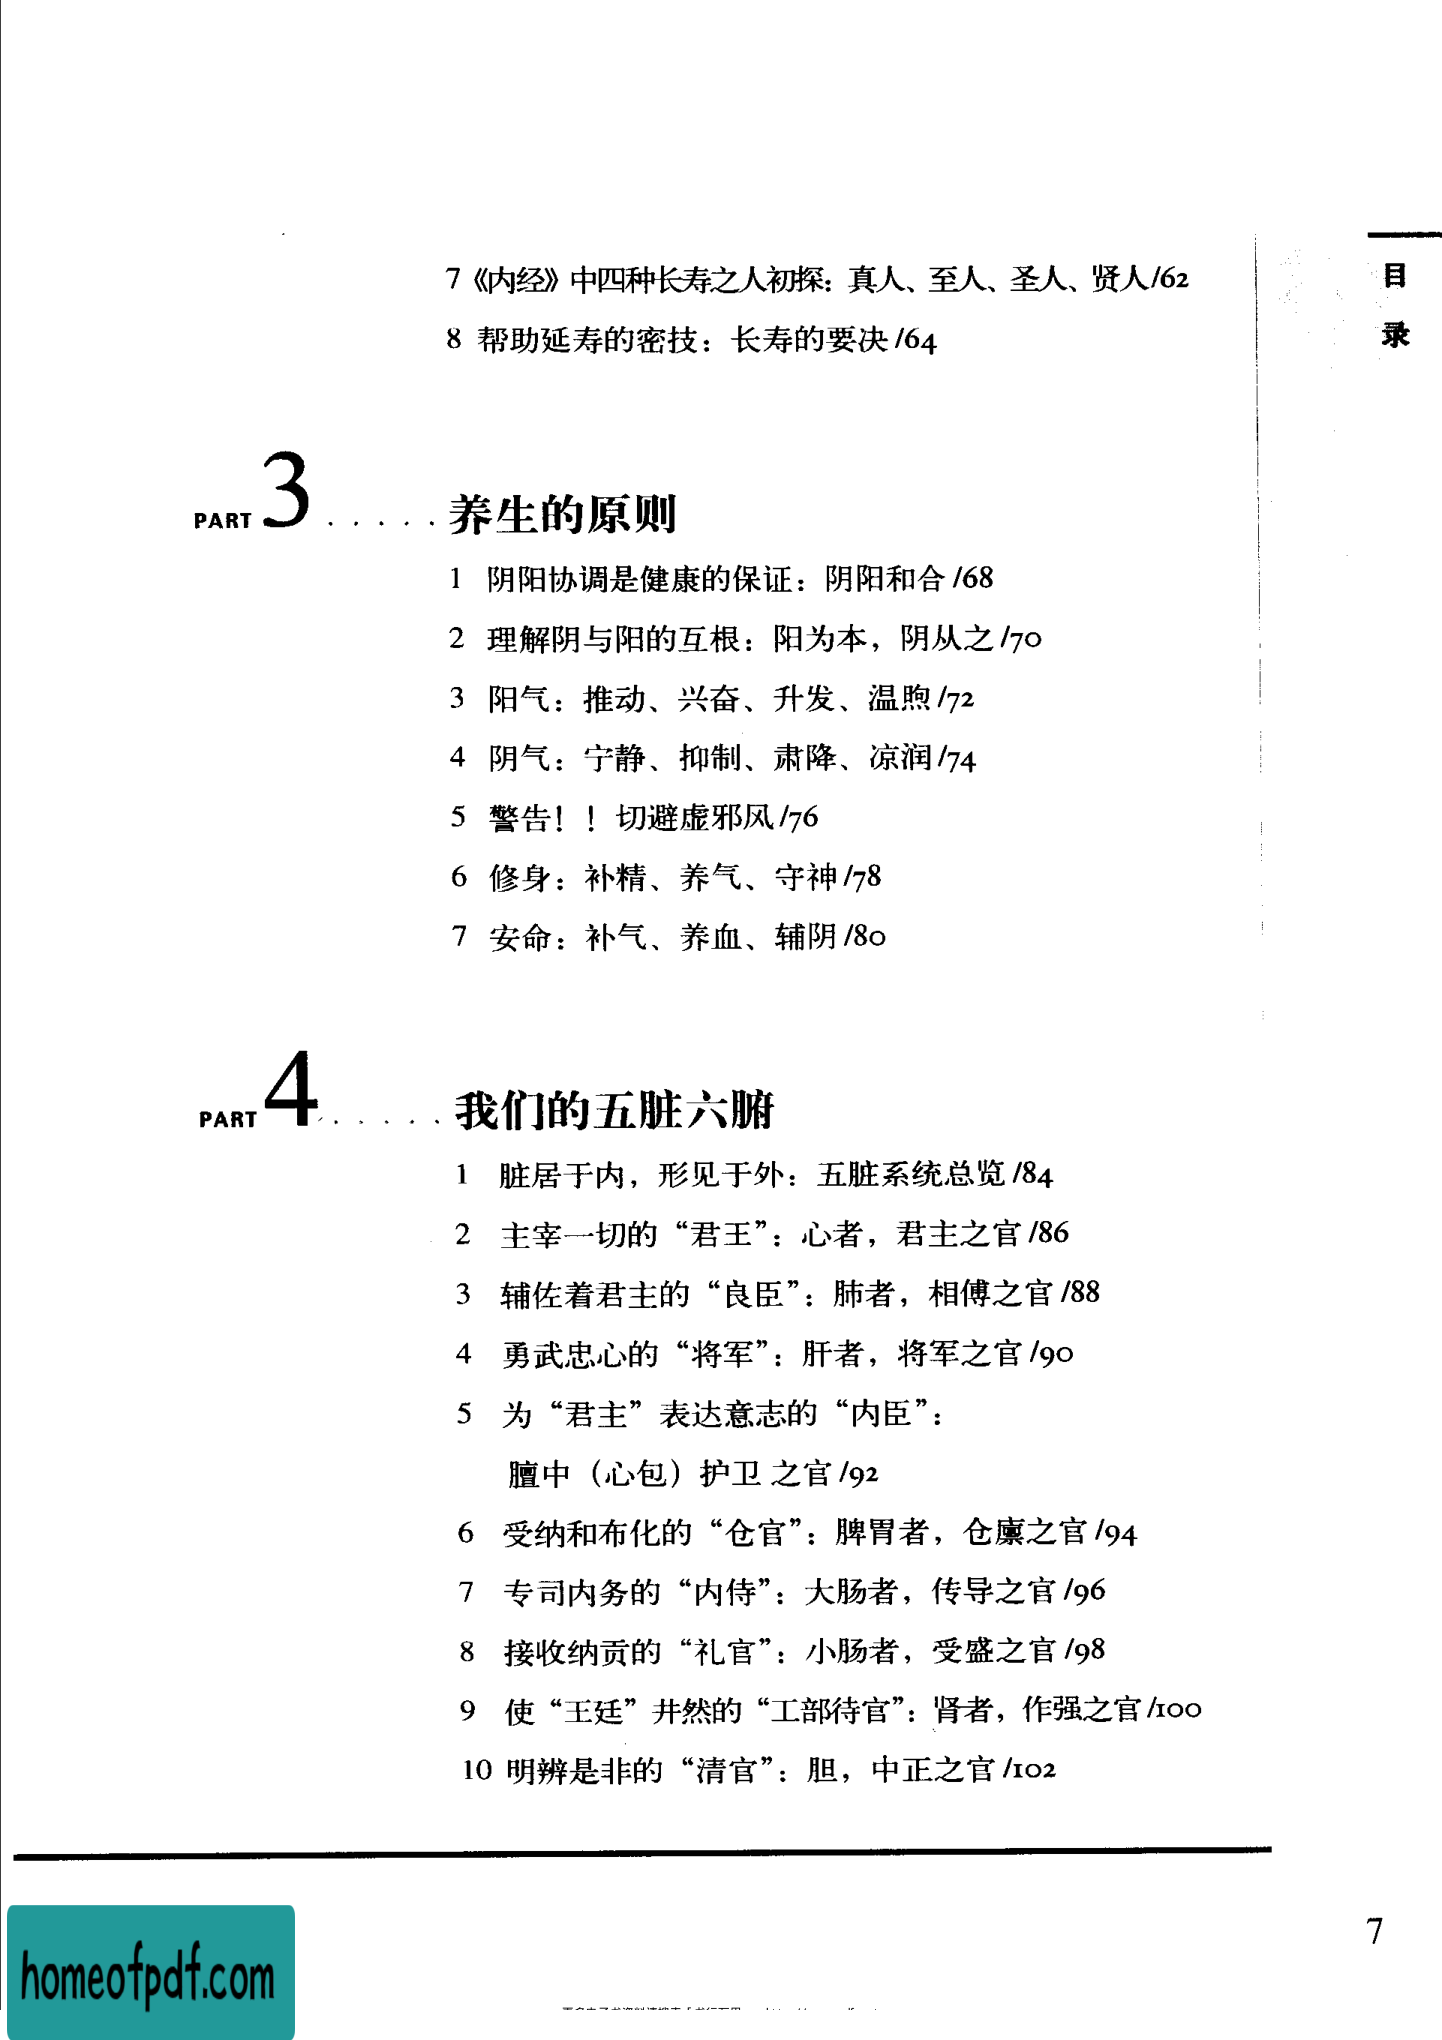 目录
7《内经》中四种长寿之人初探：真人、至人、圣人、贤人/62
8 帮助延寿的密技：长寿的要决/64
PART 3 ..... 养生的原则
1 阴阳协调是健康的保证：阴阳和合/68
2 理解阴与阳的互根：阳为本，阴从之/70
3 阳气：推动、兴奋、升发、温煦/72
4 阴气：宁静、抑制、肃降、凉润/74
5 警告！！切避虚邪风/76
6 修身：补精、养气、守神/78
7 安命：补气、养血、辅阴/80
PART 4 ..... 我们的五脏六腑
1 脏居于内，形见于外：五脏系统总览/84
2 主宰一切的“君王”：心者，君主之官/86
3 辅佐着君主的“良臣”：肺者，相傅之官/88
4 勇武忠心的“将军”：肝者，将军之官/90
5 为“君主”表达意志的“内臣”：
膻中（心包）护卫 之官/92
6 受纳和布化的“仓官”：脾胃者，仓廪之官/94
7 专司内务的“内侍”：大肠者，传导之官/96
8 接收纳贡的“礼官”：小肠者，受盛之官/98
9 使“王廷”井然的“工部待官”：肾者，作强之官/100
10 明辨是非的“清官”：胆，中正之官/102
7
homeofpdf.com